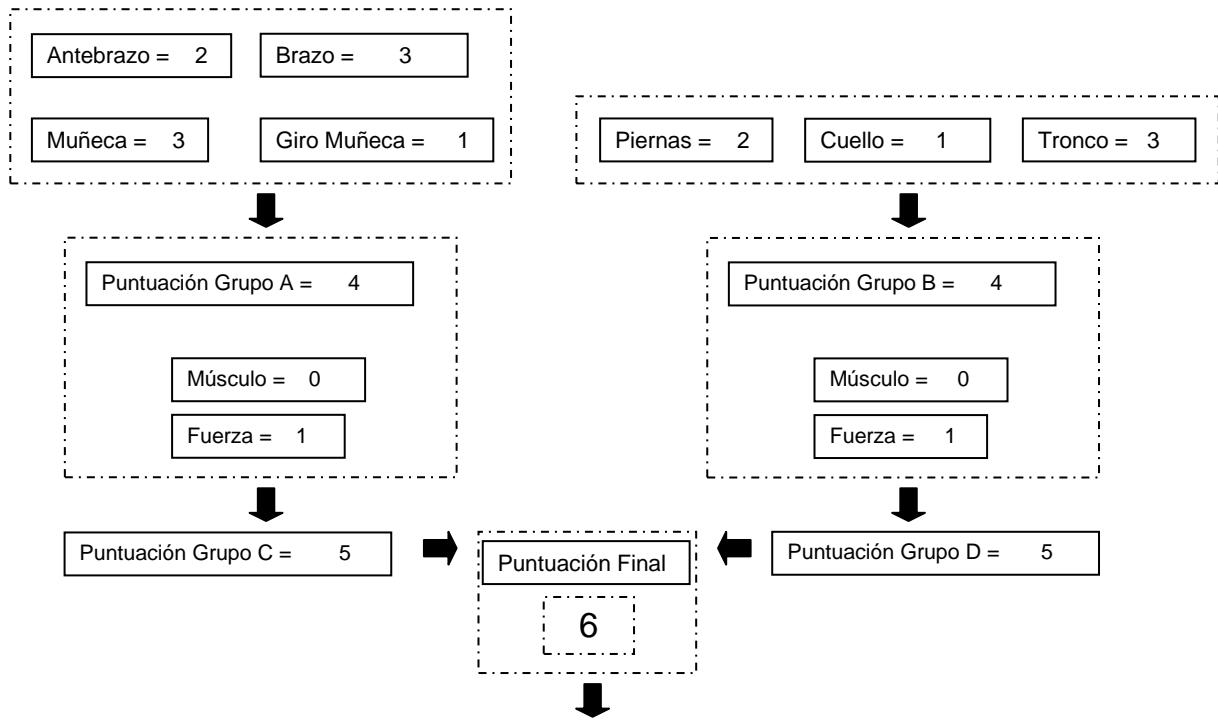 Antebrazo = 2
Brazo = 3
Muñeca = 3
Giro Muñeca = 1
Piernas = 2
Cuello = 1
Tronco = 3
Puntuación Grupo A = 4
Músculo = 0
Fuerza = 1
Puntuación Grupo B = 4
Músculo = 0
Fuerza = 1
Puntuación Grupo C = 5
Puntuación Final
6
Puntuación Grupo D = 5